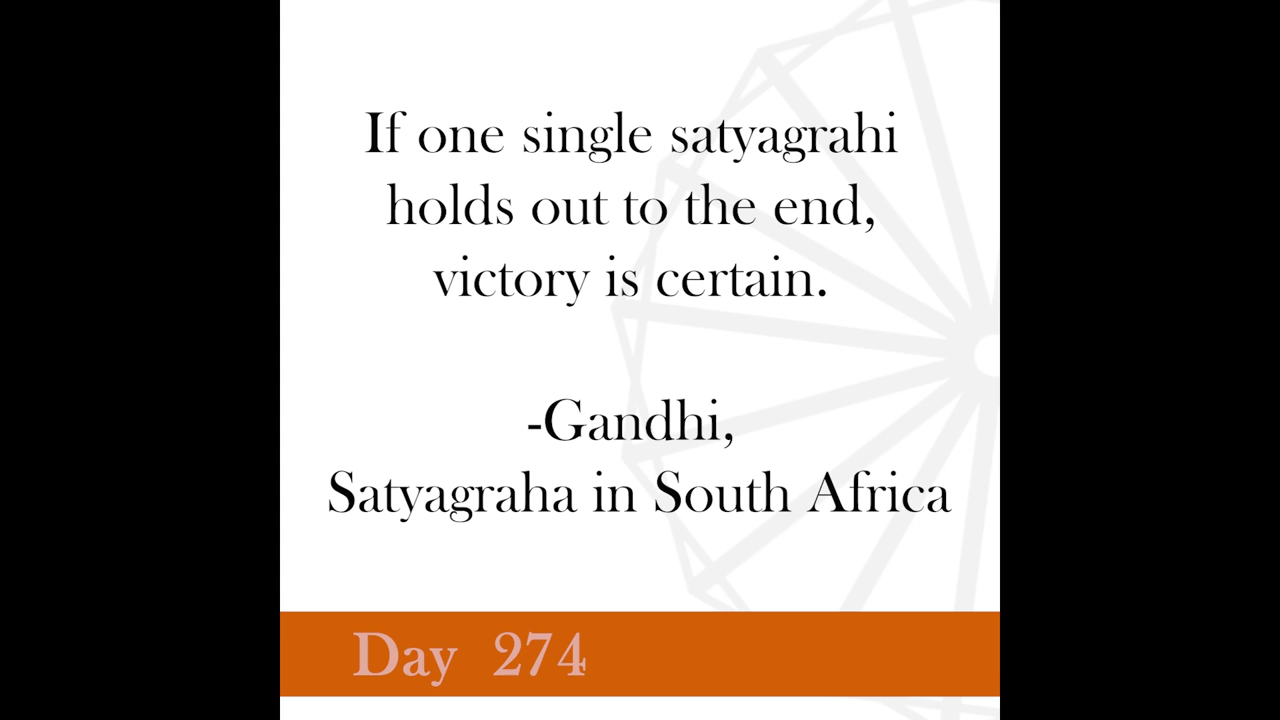 If one single satyagrahi
holds out to the end,
victory is certain.
-Gandhi,
Satyagraha in South Africa
Day 274